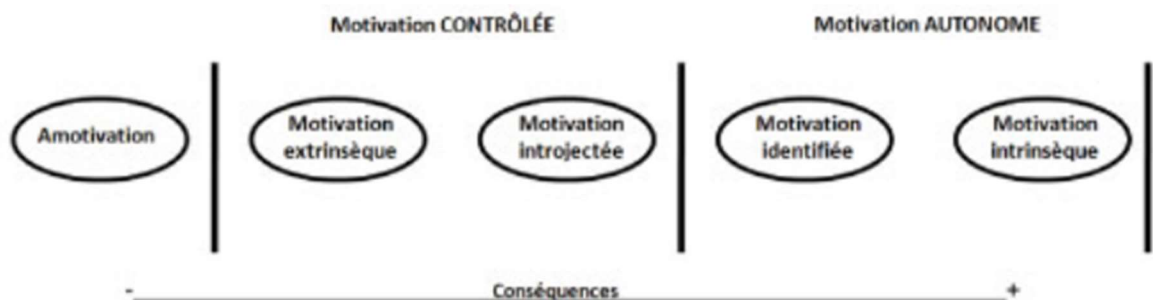 Motivation CONTRÔLÉE
Motivation AUTONOME
Amotivation
Motivation
extrinsèque
Motivation
introjectée
Motivation
identifiée
Motivation
intrinsèque
- Conséquences +